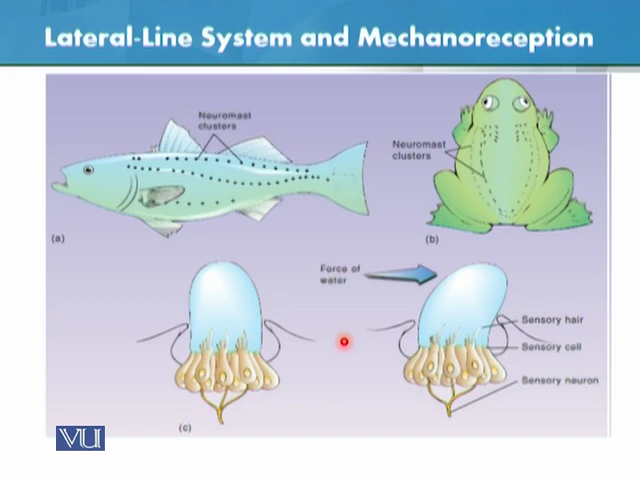 Lateral-Line System and Mechanoreception
Neuromast
clusters
Neuromast
clusters
(a)
(b)
Force of
water
Sensory hair
Sensory cell
Sensory neuron
(c)
VU